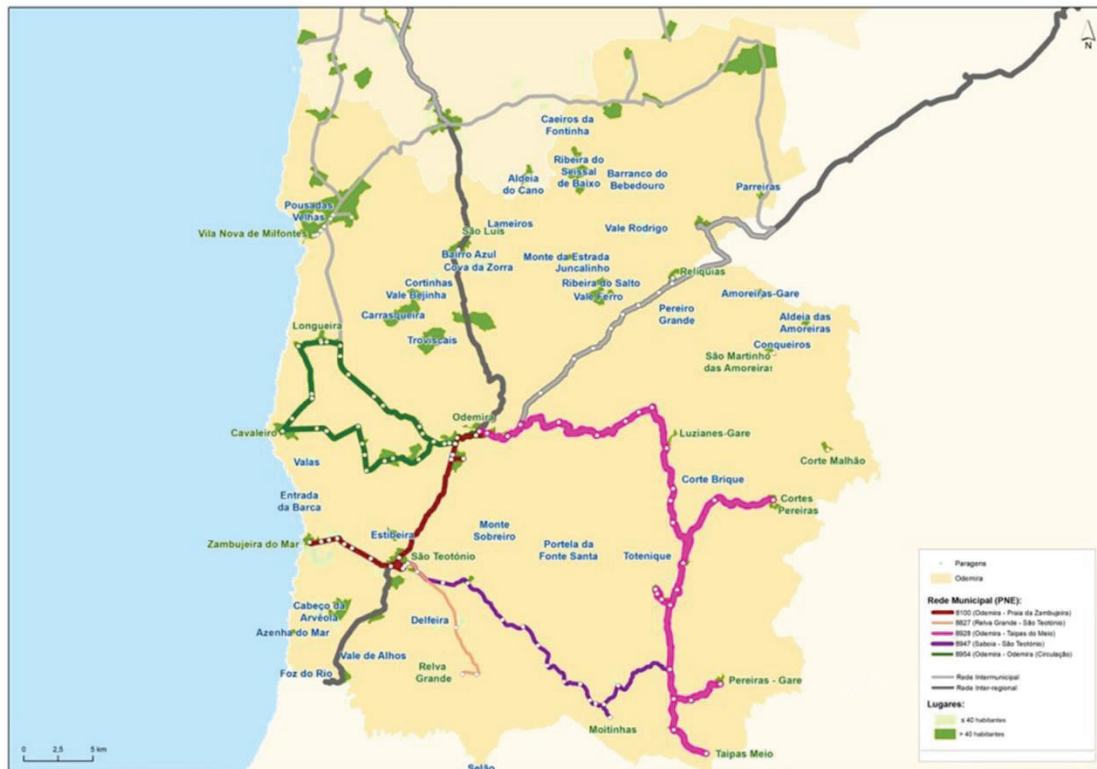 N
Caeiros da
Fontinha
Ribeira do
Seissal
de Baixo
Aldeia
do Cano
Barranco do
Bebedouro
Parreiras
Pousadas
Velhas
Vila Nova de Milfontes
Lameiros
São Luis
Vale Rodrigo
Bairro Azul
Cova da Zorra
Monte da Estrada
Juncalinho
Relíquias
Cortinhas
Vale Bejinha
Ribeira do Salto
Vale Ferro
Amoreiras-Gare
Carrasqueira
Pereiro
Grande
Aldeia das
Amoreiras
Longueira
Troviscais
Conqueiros
São Martinho
das Amoreiras
Odemira
Cavaleiro
Luzianes-Gare
Valas
Corte Malhão
Corte Brique
Entrada
da Barca
Cortes
Pereiras
Zambujeira do Mar
Estibeira
Monte
Sobreiro
Portela da
Fonte Santa
Totenique
São Teotónio
Cabeço da
Arvéola
Delfeira
Azenha do Mar
Vale de Alhos
Foz do Rio
Relva
Grande
Pereiras - Gare
Moitinhas
Taipas Meio
Selão
Paragens
Odemira
Rede Municipal (PNE):
8100 (Odemira - Praia da Zambujeira)
8827 (Relva Grande - São Teotónio)
8928 (Odemira - Taipas do Meio)
8947 (Saboia - São Teotónio)
8954 (Odemira - Odemira (Circulação)
Rede Intermunicipal
Rede Inter-regional
Lugares:
≤ 40 habitantes
> 40 habitantes
0 2,5 5 km